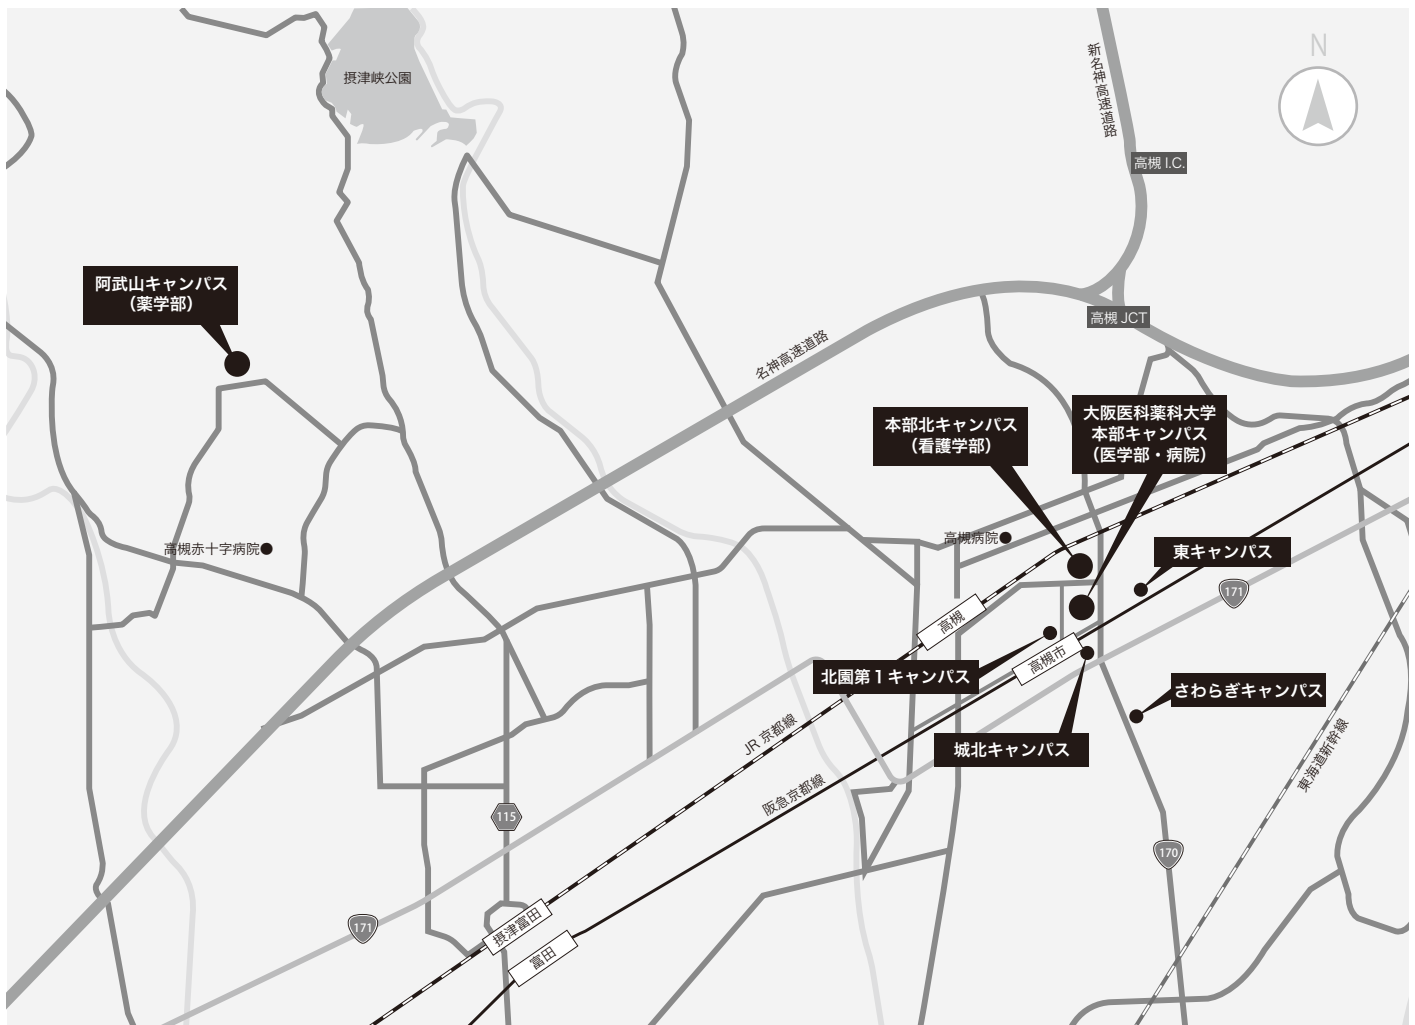 N
摂津峡公園
新名神高速道路
高槻 I.C.
阿武山キャンパス
（薬学部）
高槻 JCT
名神高速道路
本部北キャンパス
（看護学部）
大阪医科薬科大学
本部キャンパス
（医学部・病院）
高槻赤十字病院
高槻病院
東キャンパス
171
高槻
高槻市
北園第１キャンパス
さわらぎキャンパス
城北キャンパス
JR 京都線
阪急京都線
東海道新幹線
115
170
171
摂津富田
富田